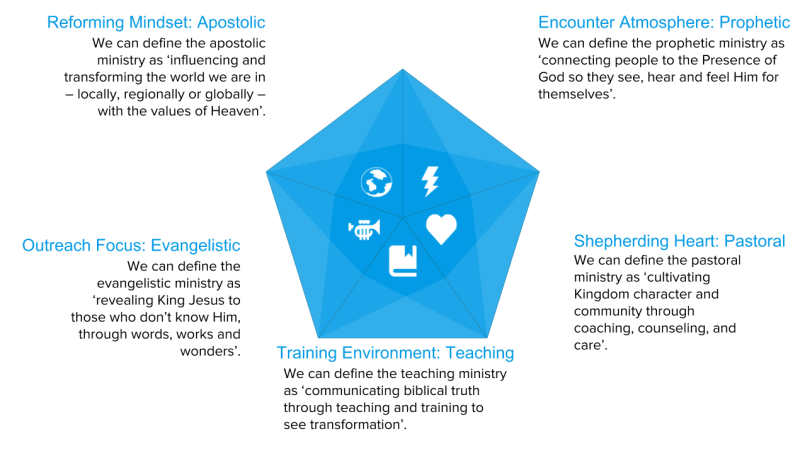 Reforming Mindset: Apostolic
We can define the apostolic
ministry as ‘influencing and
transforming the world we are in
– locally, regionally or globally –
with the values of Heaven’.
Encounter Atmosphere: Prophetic
We can define the prophetic ministry as
‘connecting people to the Presence of
God so they see, hear and feel Him for
themselves’.
Outreach Focus: Evangelistic
We can define the
evangelistic ministry as
‘revealing King Jesus to
those who don’t know Him,
through words, works and
wonders’.
Shepherding Heart: Pastoral
We can define the pastoral
ministry as ‘cultivating
Kingdom character and
community through
coaching, counseling, and
care’.
Training Environment: Teaching
We can define the teaching ministry
as ‘communicating biblical truth
through teaching and training to
see transformation’.